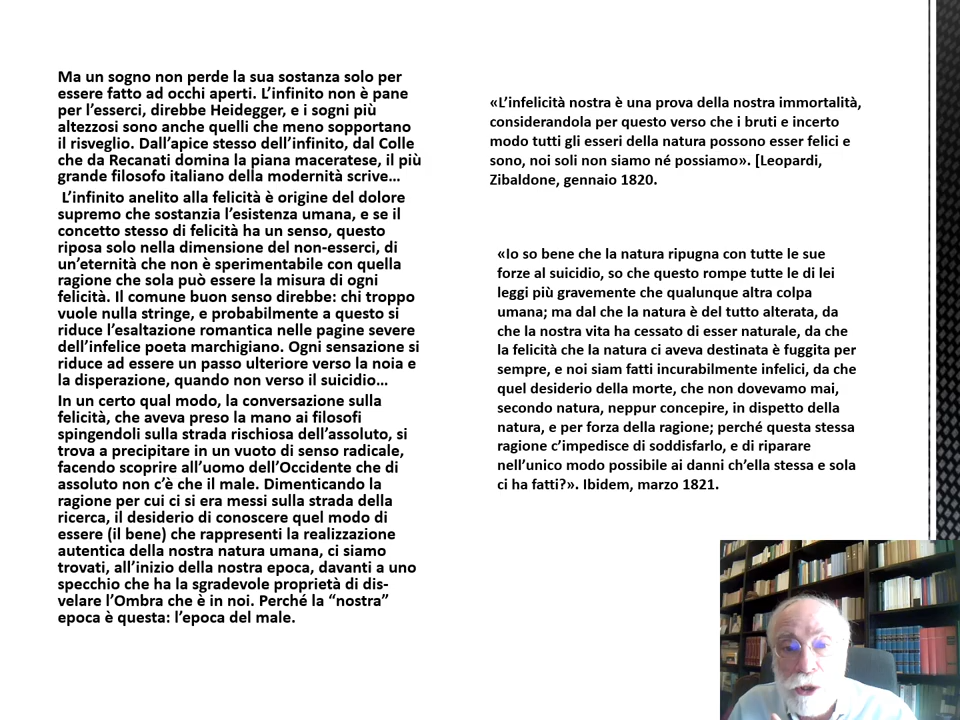 Ma un sogno non perde la sua sostanza solo per
essere fatto ad occhi aperti. L’infinito non è pane
per l’esserci, direbbe Heidegger, e i sogni più
altezzosi sono anche quelli che meno sopportano
il risveglio. Dall’apice stesso dell’infinito, dal Colle
che da Recanati domina la piana maceratese, il più
grande filosofo italiano della modernità scrive…
L’infinito anelito alla felicità è origine del dolore
supremo che sostanzia l’esistenza umana, e se il
concetto stesso di felicità ha un senso, questo
riposa solo nella dimensione del non-esserci, di
un’eternità che non è sperimentabile con quella
ragione che sola può essere la misura di ogni
felicità. Il comune buon senso direbbe: chi troppo
vuole nulla stringe, e probabilmente a questo si
riduce l’esaltazione romantica nelle pagine severe
dell’infelice poeta marchigiano. Ogni sensazione si
riduce ad essere un passo ulteriore verso la noia e
la disperazione, quando non verso il suicidio…
In un certo qual modo, la conversazione sulla
felicità, che aveva preso la mano ai filosofi
spingendoli sulla strada rischiosa dell’assoluto, si
trova a precipitare in un vuoto di senso radicale,
facendo scoprire all’uomo dell’Occidente che di
assoluto non c’è che il male. Dimenticando la
ragione per cui ci si era messi sulla strada della
ricerca, il desiderio di conoscere quel modo di
essere (il bene) che rappresenti la realizzazione
autentica della nostra natura umana, ci siamo
trovati, all’inizio della nostra epoca, davanti a uno
specchio che ha la sgradevole proprietà di dis-
velare l’Ombra che è in noi. Perché la “nostra”
epoca è questa: l’epoca del male.
«L’infelicità nostra è una prova della nostra immortalità,
considerandola per questo verso che i bruti e incerto
modo tutti gli esseri della natura possono esser felici e
sono, noi soli non siamo né possiamo». [Leopardi,
Zibaldone, gennaio 1820.
«Io so bene che la natura ripugna con tutte le sue
forze al suicidio, so che questo rompe tutte le di lei
leggi più gravemente che qualunque altra colpa
umana; ma dal che la natura è del tutto alterata, da
che la nostra vita ha cessato di esser naturale, da che
la felicità che la natura ci aveva destinata è fuggita per
sempre, e noi siam fatti incurabilmente infelici, da che
quel desiderio della morte, che non dovevamo mai,
secondo natura, neppur concepire, in dispetto della
natura, e per forza della ragione; perché questa stessa
ragione c’impedisce di soddisfarlo, e di riparare
nell’unico modo possibile ai danni ch’ella stessa e sola
ci ha fatti?». Ibidem, marzo 1821.